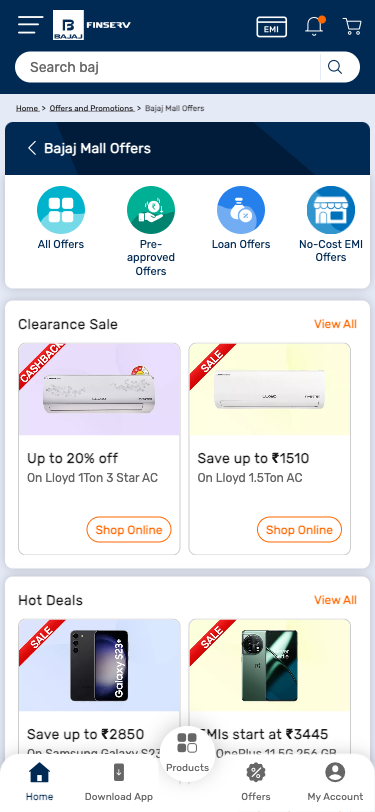 B
BAJAJ
FINSERV
EMI
Search baj
Home > Offers and Promotions > Bajaj Mall Offers
Bajaj Mall Offers
All Offers
Pre-
approved
Offers
Loan Offers
No-Cost EMI
Offers
Clearance Sale
View All
CASHBACK
LLOYD
Up to 20% off
On Lloyd 1Ton 3 Star AC
Shop Online
SALE
LLOYD
Save up to ₹1510
On Lloyd 1.5Ton AC
Shop Online
Hot Deals
View All
SALE
Galaxy S23+
Save up to ₹2850
On Samsung Galaxy S23
SALE
EMIs start at ₹3445
OnePlus 11 5G 256 GB
Home
Download App
Products
Offers
My Account